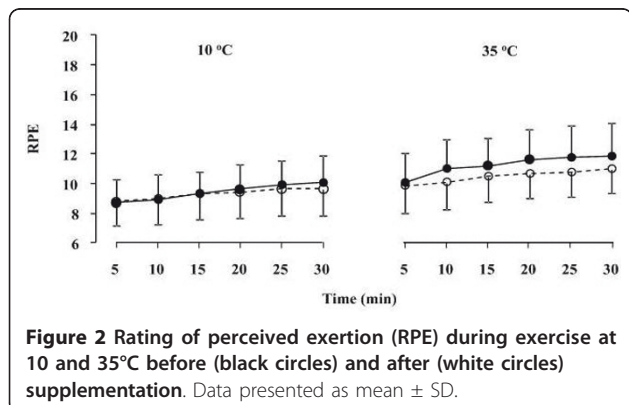 10 °C
35 °C
20
18
16
14
12
10
8
6
RPE
5 10 15 20 25 30
5 10 15 20 25 30
Time (min)
Figure 2 Rating of perceived exertion (RPE) during exercise at
10 and 35°C before (black circles) and after (white circles)
supplementation. Data presented as mean ± SD.